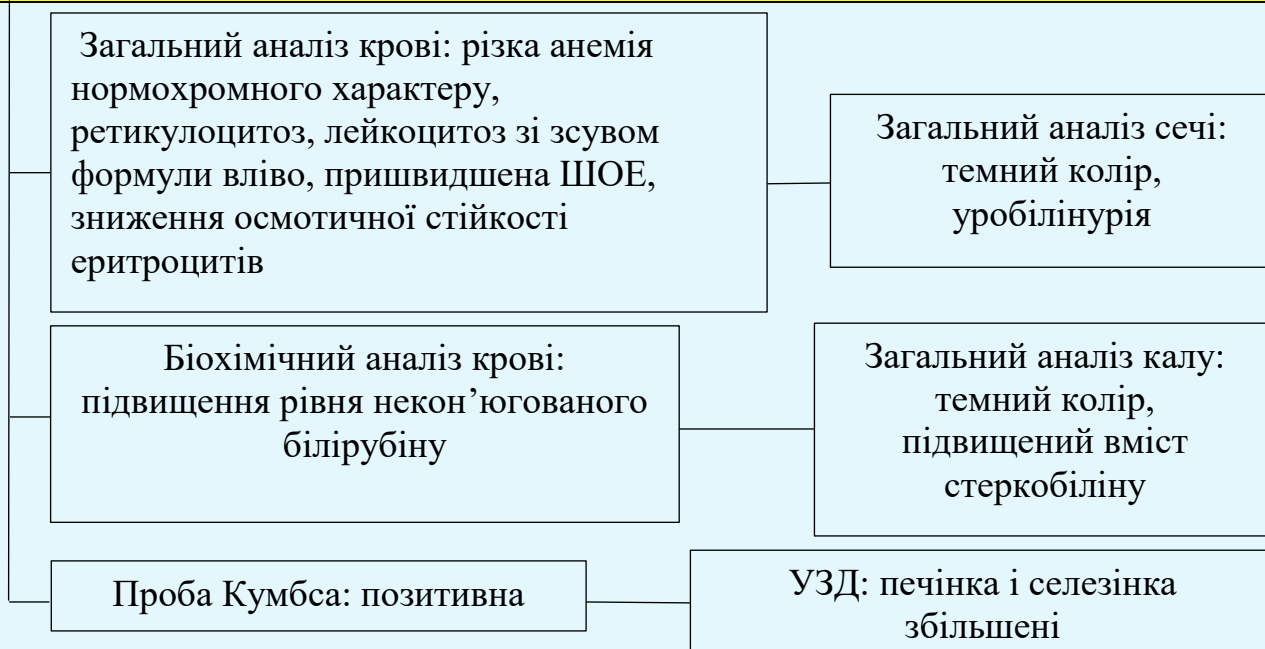 Загальний аналіз крові: різка анемія
нормохромного характеру,
ретикулоцитоз, лейкоцитоз зі зсувом
формули вліво, пришвидшена ШОЕ,
зниження осмотичної стійкості
еритроцитів
Загальний аналіз сечі:
темний колір,
уробілінурія
Біохімічний аналіз крові:
підвищення рівня некон’югованого
білірубіну
Загальний аналіз калу:
темний колір,
підвищений вміст
стеркобіліну
Проба Кумбса: позитивна
УЗД: печінка і селезінка
збільшені